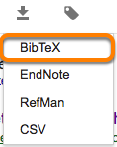 BibTeX
EndNote
RefMan
CSV